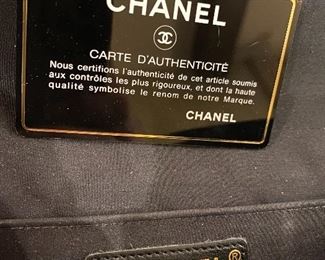 CHANEL
CARTE D'AUTHENTICITÉ
Nous certifions l'authenticité de cet article soumis
aux contrôles les plus rigoureux, et dont la haute
qualité symbolise le renom de notre Marque.
CHANEL
®